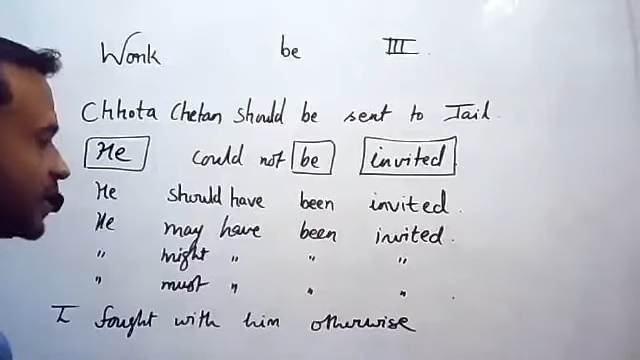 Work be III
Chhota Chetan should be sent to Jail.
He could not be invited
He should have been invited.
He may have been invited.
" might " " "
" must " " " .
I fought with him otherwise